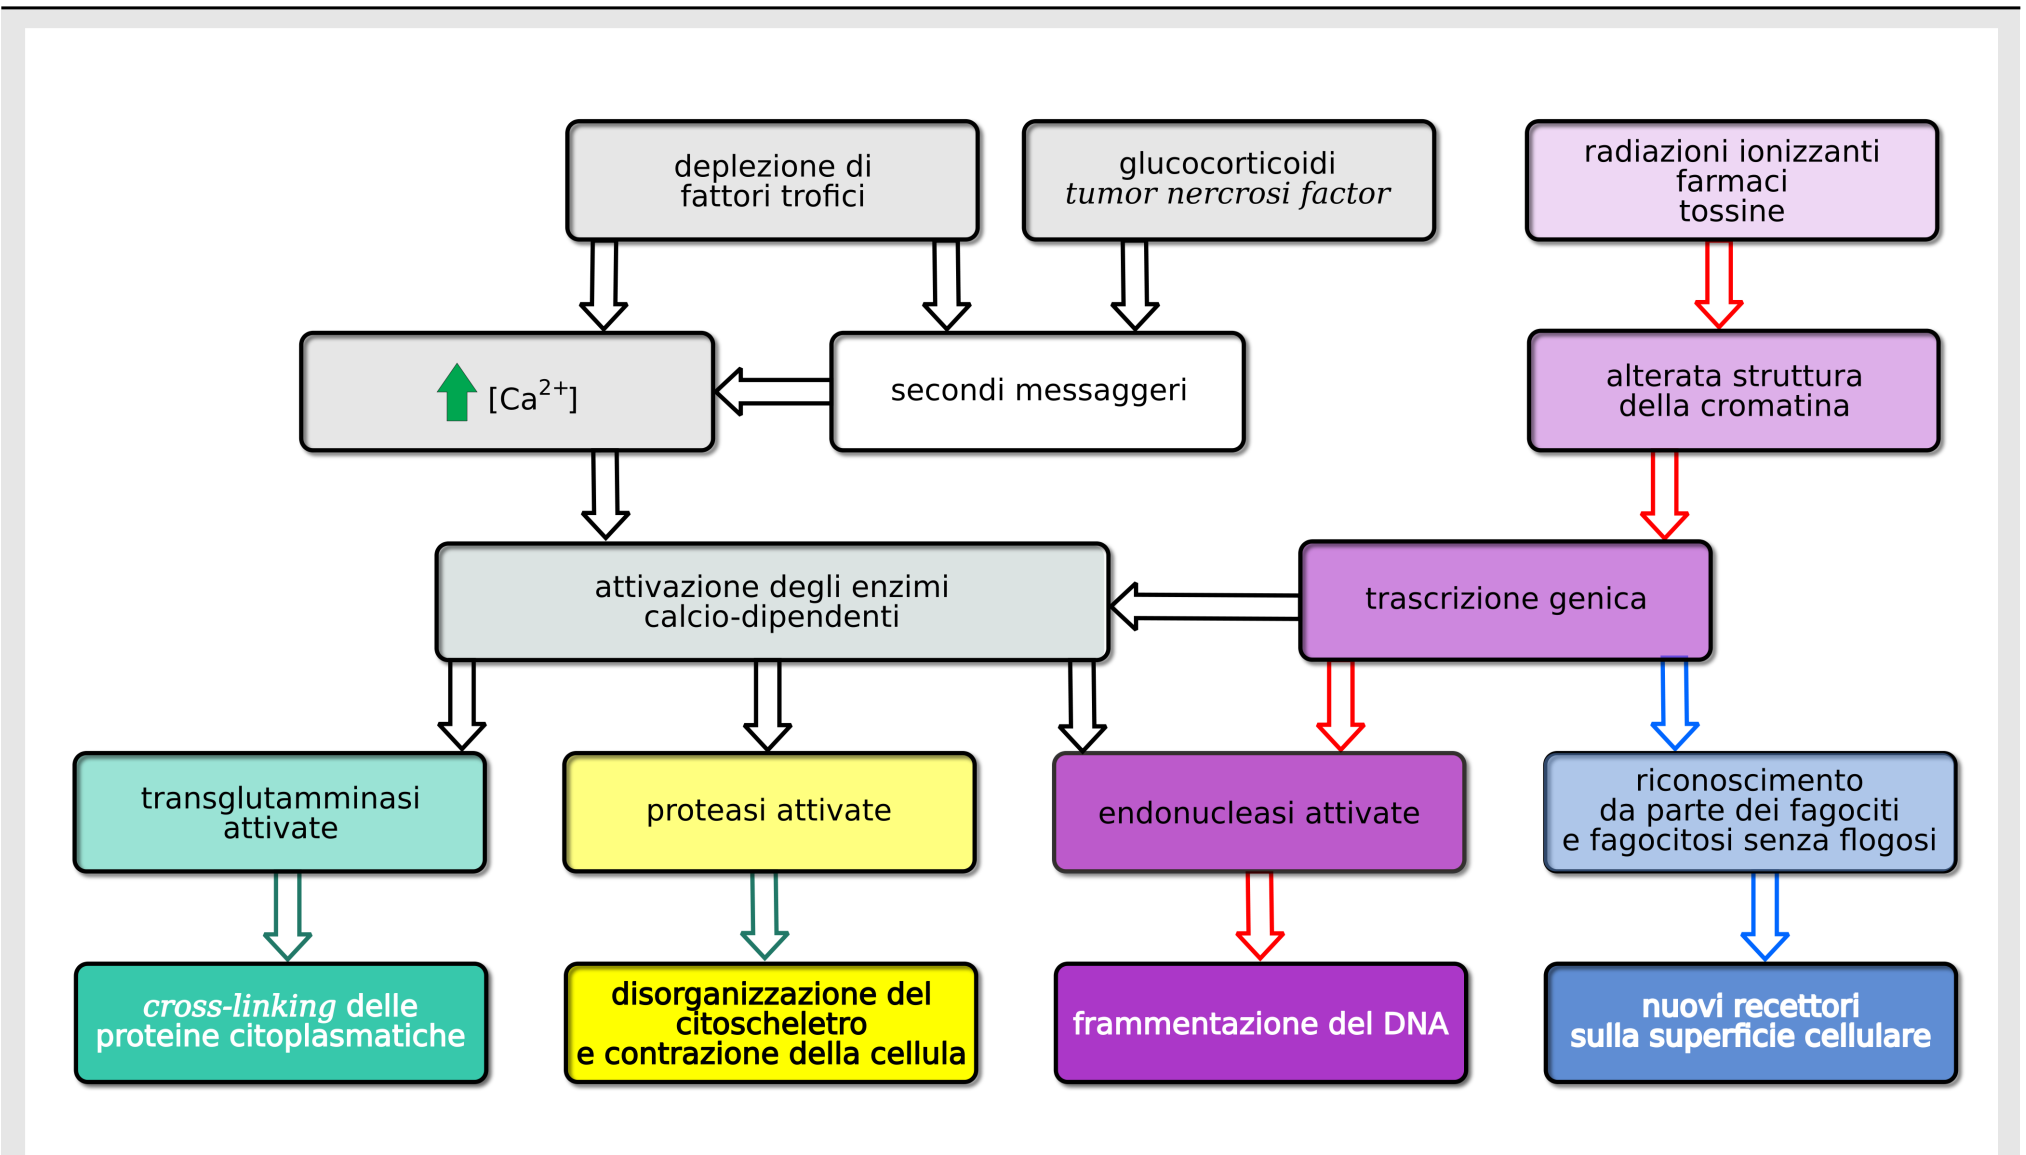 deplezione di
fattori trofici
glucocorticoidi
tumor nercrosi factor
radiazioni ionizzanti
farmaci
tossine
[Ca²⁺]
secondi messaggeri
alterata struttura
della cromatina
attivazione degli enzimi
calcio-dipendenti
trascrizione genica
transglutamminasi
attivate
proteasi attivate
endonucleasi attivate
riconoscimento
da parte dei fagociti
e fagocitosi senza flogosi
cross-linking delle
proteine citoplasmatiche
disorganizzazione del
citoscheletro
e contrazione della cellula
frammentazione del DNA
nuovi recettori
sulla superficie cellulare